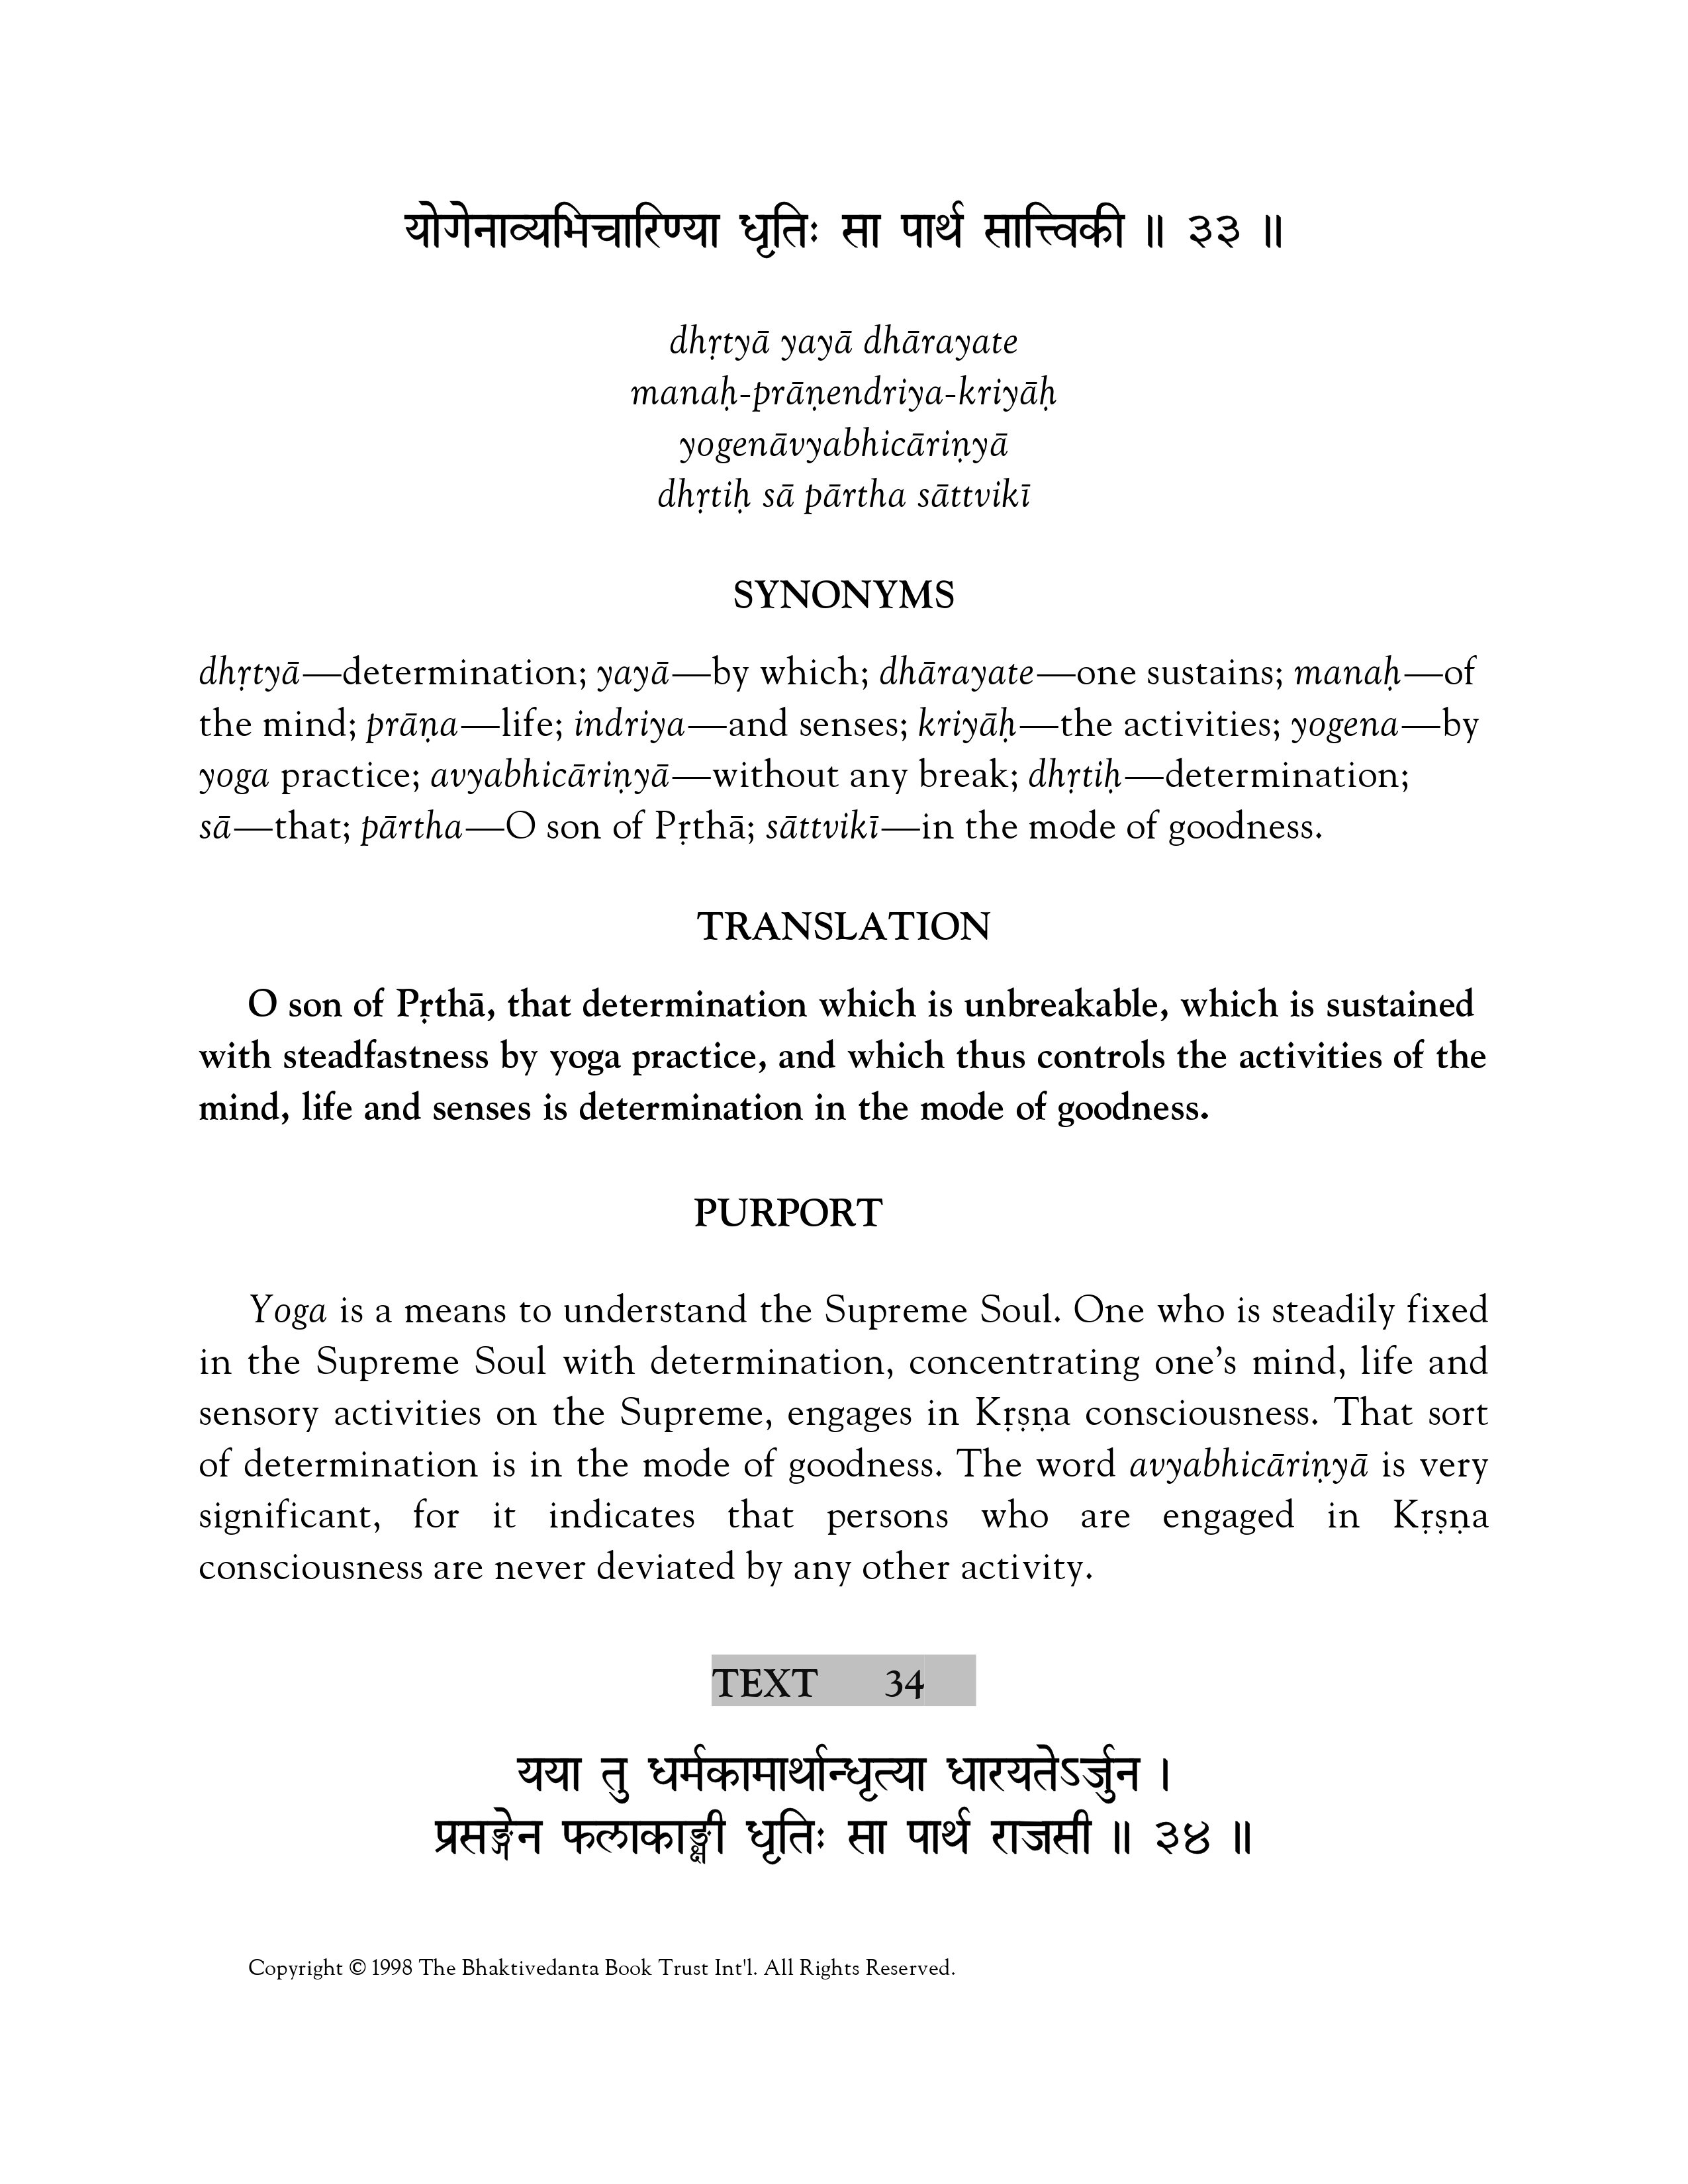 योगेनाव्यभिचारिण्या धृतिः सा पार्थ सात्त्विकी ॥ ३३ ॥
dhṛtyā yayā dhārayate
manaḥ-prāṇendriya-kriyāḥ
yogenāvyabhicāriṇyā
dhṛtiḥ sā pārtha sāttvikī
SYNONYMS
dhṛtyā—determination; yayā—by which; dhārayate—one sustains; manaḥ—of
the mind; prāṇa—life; indriya—and senses; kriyāḥ—the activities; yogena—by
yoga practice; avyabhicāriṇyā—without any break; dhṛtiḥ—determination;
sā—that; pārtha—O son of Pṛthā; sāttvikī—in the mode of goodness.
TRANSLATION
O son of Pṛthā, that determination which is unbreakable, which is sustained
with steadfastness by yoga practice, and which thus controls the activities of the
mind, life and senses is determination in the mode of goodness.
PURPORT
Yoga is a means to understand the Supreme Soul. One who is steadily fixed
in the Supreme Soul with determination, concentrating one's mind, life and
sensory activities on the Supreme, engages in Kṛṣṇa consciousness. That sort
of determination is in the mode of goodness. The word avyabhicāriṇyā is very
significant, for it indicates that persons who are engaged in Kṛṣṇa
consciousness are never deviated by any other activity.
TEXT 34
यया तु धर्मकामार्थान्धृत्या धारयतेऽर्जुन ।
प्रसङ्गेन फलाकाङ्क्षी धृतिः सा पार्थ राजसी ॥ ३४ ॥
Copyright © 1998 The Bhaktivedanta Book Trust Int'l. All Rights Reserved.